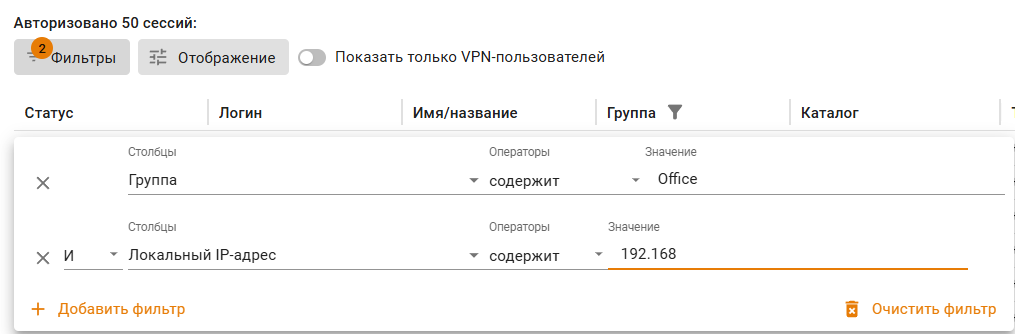 Авторизовано 50 сессий:
2
Фильтры Отображение Показать только VPN-пользователей
Статус Логин Имя/название Группа Каталог
Столбцы Операторы Значение
Группа содержит Office
Столбцы Операторы Значение
И Локальный IP-адрес содержит 192.168
Добавить фильтр Очистить фильтр